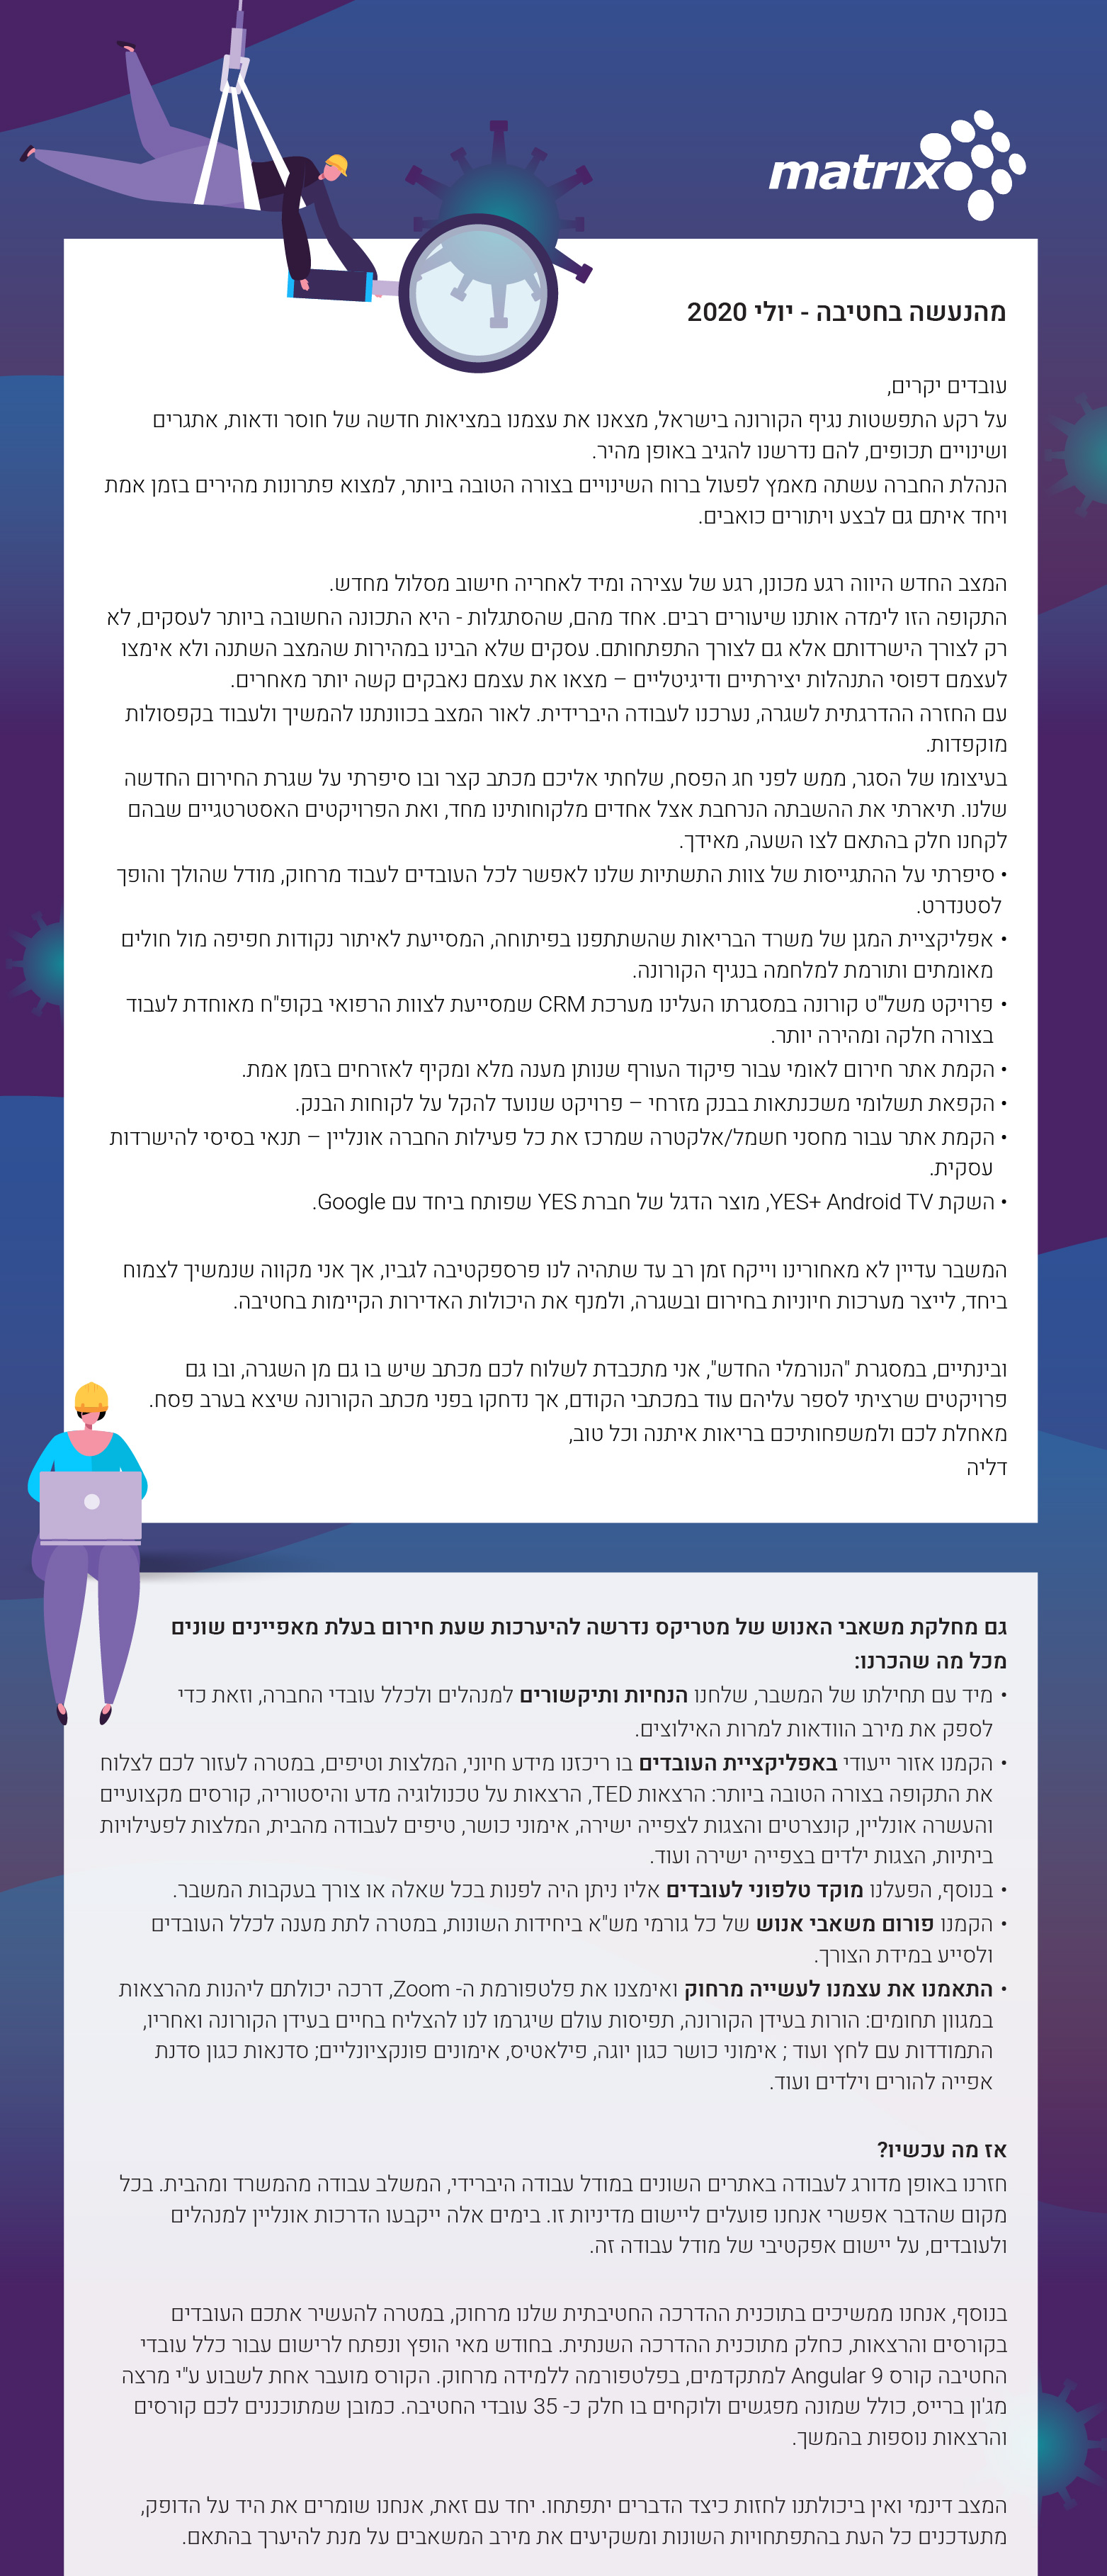 matrix
מהנעשה בחטיבה - יולי 2020
עובדים יקרים,
על רקע התפשטות נגיף הקורונה בישראל, מצאנו את עצמנו במציאות חדשה של חוסר ודאות, אתגרים
ושינויים תכופים, להם נדרשנו להגיב באופן מהיר.
הנהלת החברה עשתה מאמץ לפעול ברוח השינויים בצורה הטובה ביותר, למצוא פתרונות מהירים בזמן אמת
ויחד איתם גם לבצע ויתורים כואבים.
המצב החדש היווה רגע מכונן, רגע של עצירה ומיד לאחריה חישוב מסלול מחדש.
התקופה הזו לימדה אותנו שיעורים רבים. אחד מהם, שהסתגלות - היא התכונה החשובה ביותר לעסקים, לא
רק לצורך הישרדותם אלא גם לצורך התפתחותם. עסקים שלא הבינו במהירות שהמצב השתנה ולא אימצו
לעצמם דפוסי התנהלות יצירתיים ודיגיטליים – מצאו את עצמם נאבקים קשה יותר מאחרים.
עם החזרה ההדרגתית לשגרה, נערכנו לעבודה היברידית. לאור המצב בכוונתנו להמשיך ולעבוד בקפסולות
מוקפדות.
בעיצומו של הסגר, ממש לפני חג הפסח, שלחתי אליכם מכתב קצר ובו סיפרתי על שגרת החירום החדשה
שלנו. תיארתי את ההשבתה הנרחבת אצל אחדים מלקוחותינו מחד, ואת הפרויקטים האסטרטגיים שבהם
לקחנו חלק בהתאם לצו השעה, מאידך.
• סיפרתי על ההתגייסות של צוות התשתיות שלנו לאפשר לכל העובדים לעבוד מרחוק, מודל שהולך והופך
לסטנדרט.
• אפליקציית המגן של משרד הבריאות שהשתתפנו בפיתוחה, המסייעת לאיתור נקודות חפיפה מול חולים
מאומתים ותורמת למלחמה בנגיף הקורונה.
• פרויקט משל"ט קורונה במסגרתו העלינו מערכת CRM שמסייעת לצוות הרפואי בקופ"ח מאוחדת לעבוד
בצורה חלקה ומהירה יותר.
• הקמת אתר חירום לאומי עבור פיקוד העורף שנותן מענה מלא ומקיף לאזרחים בזמן אמת.
• הקפאת תשלומי משכנתאות בבנק מזרחי – פרויקט שנועד להקל על לקוחות הבנק.
• הקמת אתר עבור מחסני חשמל/אלקטרה שמרכז את כל פעילות החברה אונליין – תנאי בסיסי להישרדות
עסקית.
• השקת YES+ Android TV, מוצר הדגל של חברת YES שפותח ביחד עם Google.
המשבר עדיין לא מאחורינו וייקח זמן רב עד שתהיה לנו פרספקטיבה לגביו, אך אני מקווה שנמשיך לצמוח
ביחד, לייצר מערכות חיוניות בחירום ובשגרה, ולמנף את היכולות האדירות הקיימות בחטיבה.
ובינתיים, במסגרת "הנורמלי החדש", אני מתכבדת לשלוח לכם מכתב שיש בו גם מן השגרה, ובו גם
פרויקטים שרציתי לספר עליהם עוד במכתבי הקודם, אך נדחקו בפני מכתב הקורונה שיצא בערב פסח.
מאחלת לכם ולמשפחותיכם בריאות איתנה וכל טוב,
דליה
גם מחלקת משאבי האנוש של מטריקס נדרשה להיערכות שעת חירום בעלת מאפיינים שונים
מכל מה שהכרנו:
• מיד עם תחילתו של המשבר, שלחנו הנחיות ותיקשורים למנהלים ולכלל עובדי החברה, וזאת כדי
לספק את מירב הוודאות למרות האילוצים.
• הקמנו אזור ייעודי באפליקציית העובדים בו ריכזנו מידע חיוני, המלצות וטיפים, במטרה לעזור לכם לצלוח
את התקופה בצורה הטובה ביותר: הרצאות TED, הרצאות על טכנולוגיה מדע והיסטוריה, קורסים מקצועיים
והעשרה אונליין, קונצרטים והצגות לצפייה ישירה, אימוני כושר, טיפים לעבודה מהבית, המלצות לפעילויות
ביתיות, הצגות ילדים בצפייה ישירה ועוד.
• בנוסף, הפעלנו מוקד טלפוני לעובדים אליו ניתן היה לפנות בכל שאלה או צורך בעקבות המשבר.
• הקמנו פורום משאבי אנוש של כל גורמי מש"א ביחידות השונות, במטרה לתת מענה לכלל העובדים
ולסייע במידת הצורך.
• התאמנו את עצמנו לעשייה מרחוק ואימצנו את פלטפורמת ה- Zoom, דרכה יכולתם ליהנות מהרצאות
במגוון תחומים: הורות בעידן הקורונה, תפיסות עולם שיגרמו לנו להצליח בחיים בעידן הקורונה ואחריו,
התמודדות עם לחץ ועוד ; אימוני כושר כגון יוגה, פילאטיס, אימונים פונקציונליים; סדנאות כגון סדנת
אפייה להורים וילדים ועוד.
אז מה עכשיו?
חזרנו באופן מדורג לעבודה באתרים השונים במודל עבודה היברידי, המשלב עבודה מהמשרד ומהבית. בכל
מקום שהדבר אפשרי אנחנו פועלים ליישום מדיניות זו. בימים אלה ייקבעו הדרכות אונליין למנהלים
ולעובדים, על יישום אפקטיבי של מודל עבודה זה.
בנוסף, אנחנו ממשיכים בתוכנית ההדרכה החטיבתית שלנו מרחוק, במטרה להעשיר אתכם העובדים
בקורסים והרצאות, כחלק מתוכנית ההדרכה השנתית. בחודש מאי הופץ ונפתח לרישום עבור כלל עובדי
החטיבה קורס Angular 9 למתקדמים, בפלטפורמה ללמידה מרחוק. הקורס מועבר אחת לשבוע ע"י מרצה
מג'ון ברייס, כולל שמונה מפגשים ולוקחים בו חלק כ- 35 עובדי החטיבה. כמובן שמתוכננים לכם קורסים
והרצאות נוספות בהמשך.
המצב דינמי ואין ביכולתנו לחזות כיצד הדברים יתפתחו. יחד עם זאת, אנחנו שומרים את היד על הדופק,
מתעדכנים כל העת בהתפתחויות השונות ומשקיעים את מירב המשאבים על מנת להיערך בהתאם.